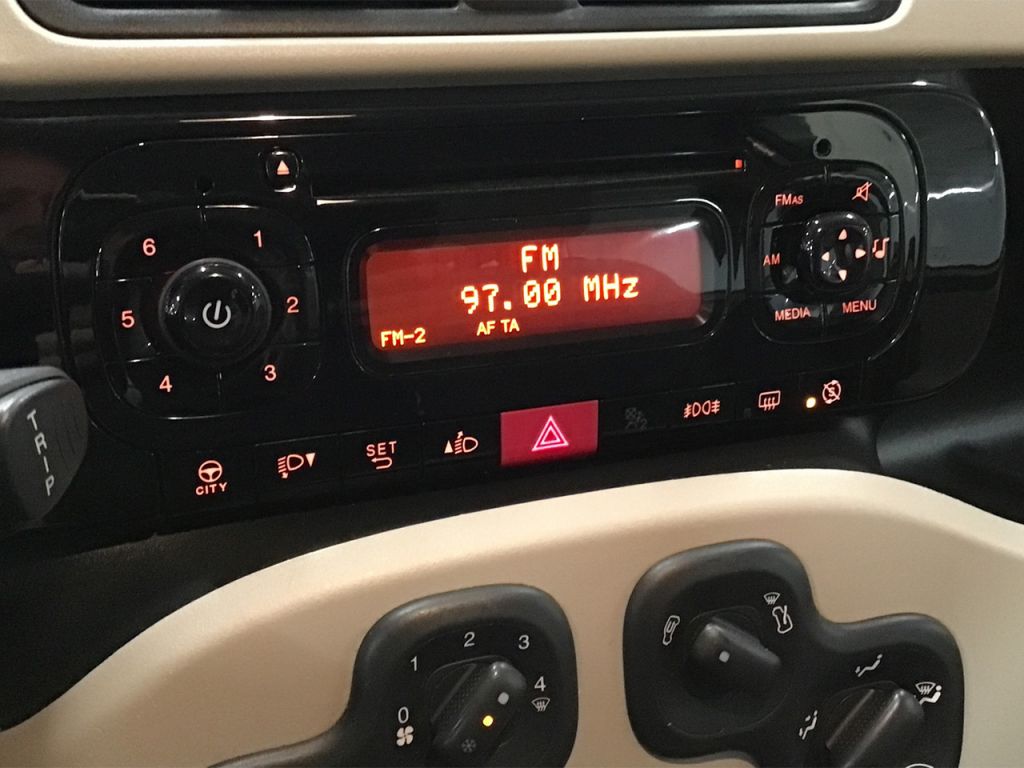 FMAS
6 1
FM
AM
5 2
97.00 MHz
MEDIA MENU
FM-2 AF TA
4 3
TRIP
CITY
SET
1 2 3
4
0